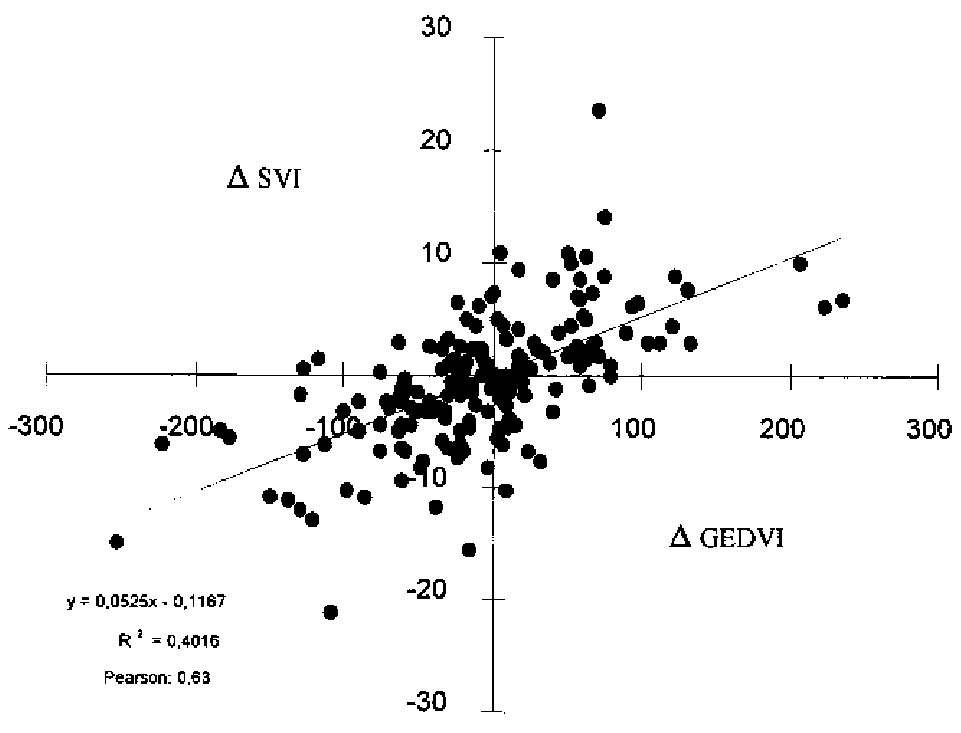 30
20
Δ SVI
10
-300 -200 -100 100 200 300
-10
Δ GEDVI
-20
y = 0,0525x - 0,1167
R² = 0,4016
Pearson: 0,63
-30